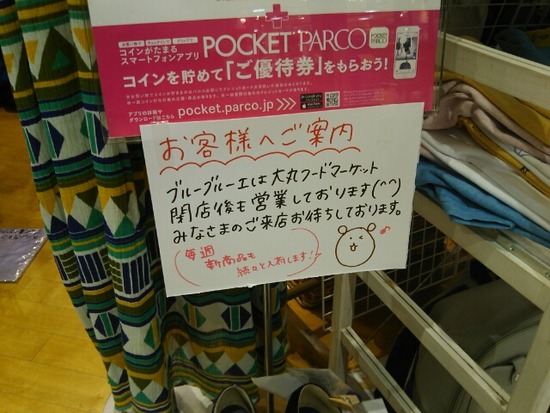 コインがたまる
スマートフォンアプリ
POCKET PARCO
POCKET
PARCO
コインを貯めて「ご優待券」をもらおう!
pocket.parco.jp >>>
お客様へご案内
ブルーブルーエは大丸フードマーケット
閉店後も営業しております(^^)
みなさまのご来店お待ちしております。
毎週
新商品も
続々と入荷します!